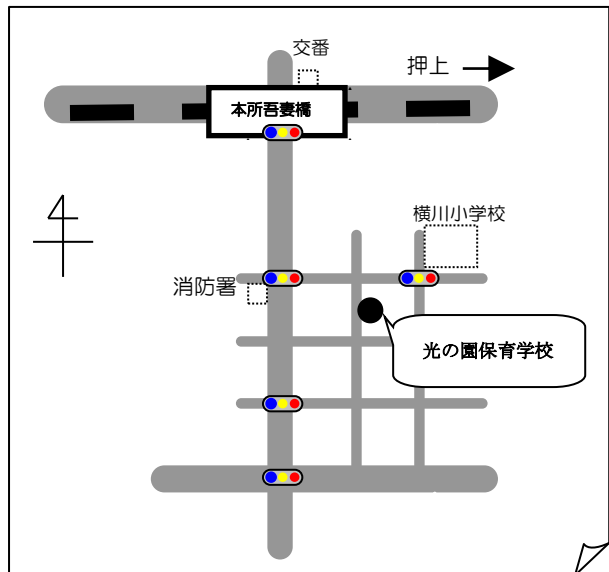 交番
押上
本所吾妻橋
横川小学校
消防署
光の園保育学校